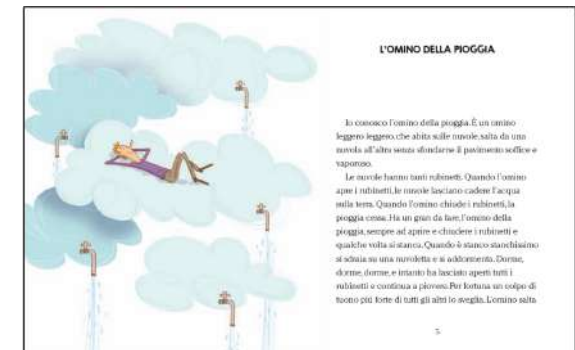 L'OMINO DELLA PIOGGIA
Io conosco l'omino della pioggia. È un omino
leggero leggero, che abita sulle nuvole, salta da una
nuvola all'altra senza sfondarne il pavimento soffice e
vaporoso.
Le nuvole hanno tanti rubinetti. Quando l'omino
apre i rubinetti, le nuvole lasciano cadere l'acqua
sulla terra. Quando l'omino chiude i rubinetti, la
pioggia cessa. Ha un gran da fare, l'omino della
pioggia, sempre ad aprire e chiudere i rubinetti e
qualche volta si stanca. Quando è stanco stanchissimo
si sdraia su una nuvoletta e si addormenta. Dorme,
dorme, dorme, e intanto ha lasciato aperti tutti i
rubinetti e continua a piovere. Per fortuna un colpo di
tuono più forte di tutti gli altri lo sveglia. L'omino salta